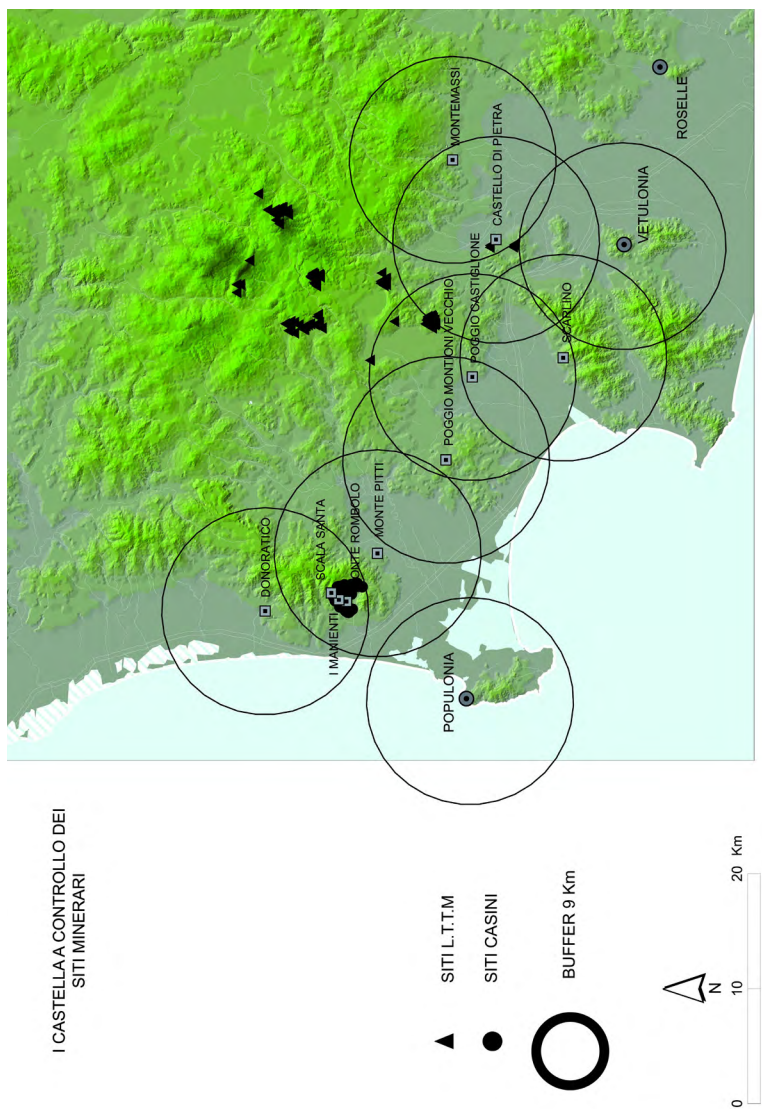 I CASTELLA A CONTROLLO DEI
SITI MINERARI
SITI L.T.T.M
SITI CASINI
BUFFER 9 Km
N
0 10 20 Km
DONORATICO
SCALA SANTA
I MANIENTI
ONTE ROMBOLO
MONTE PITTI
POPULONIA
POGGIO MONTIONI VECCHIO
POGGIO CASTIGLIONE
SCARLINO
MONTEMASSI
CASTELLO DI PIETRA
VETULONIA
ROSELLE